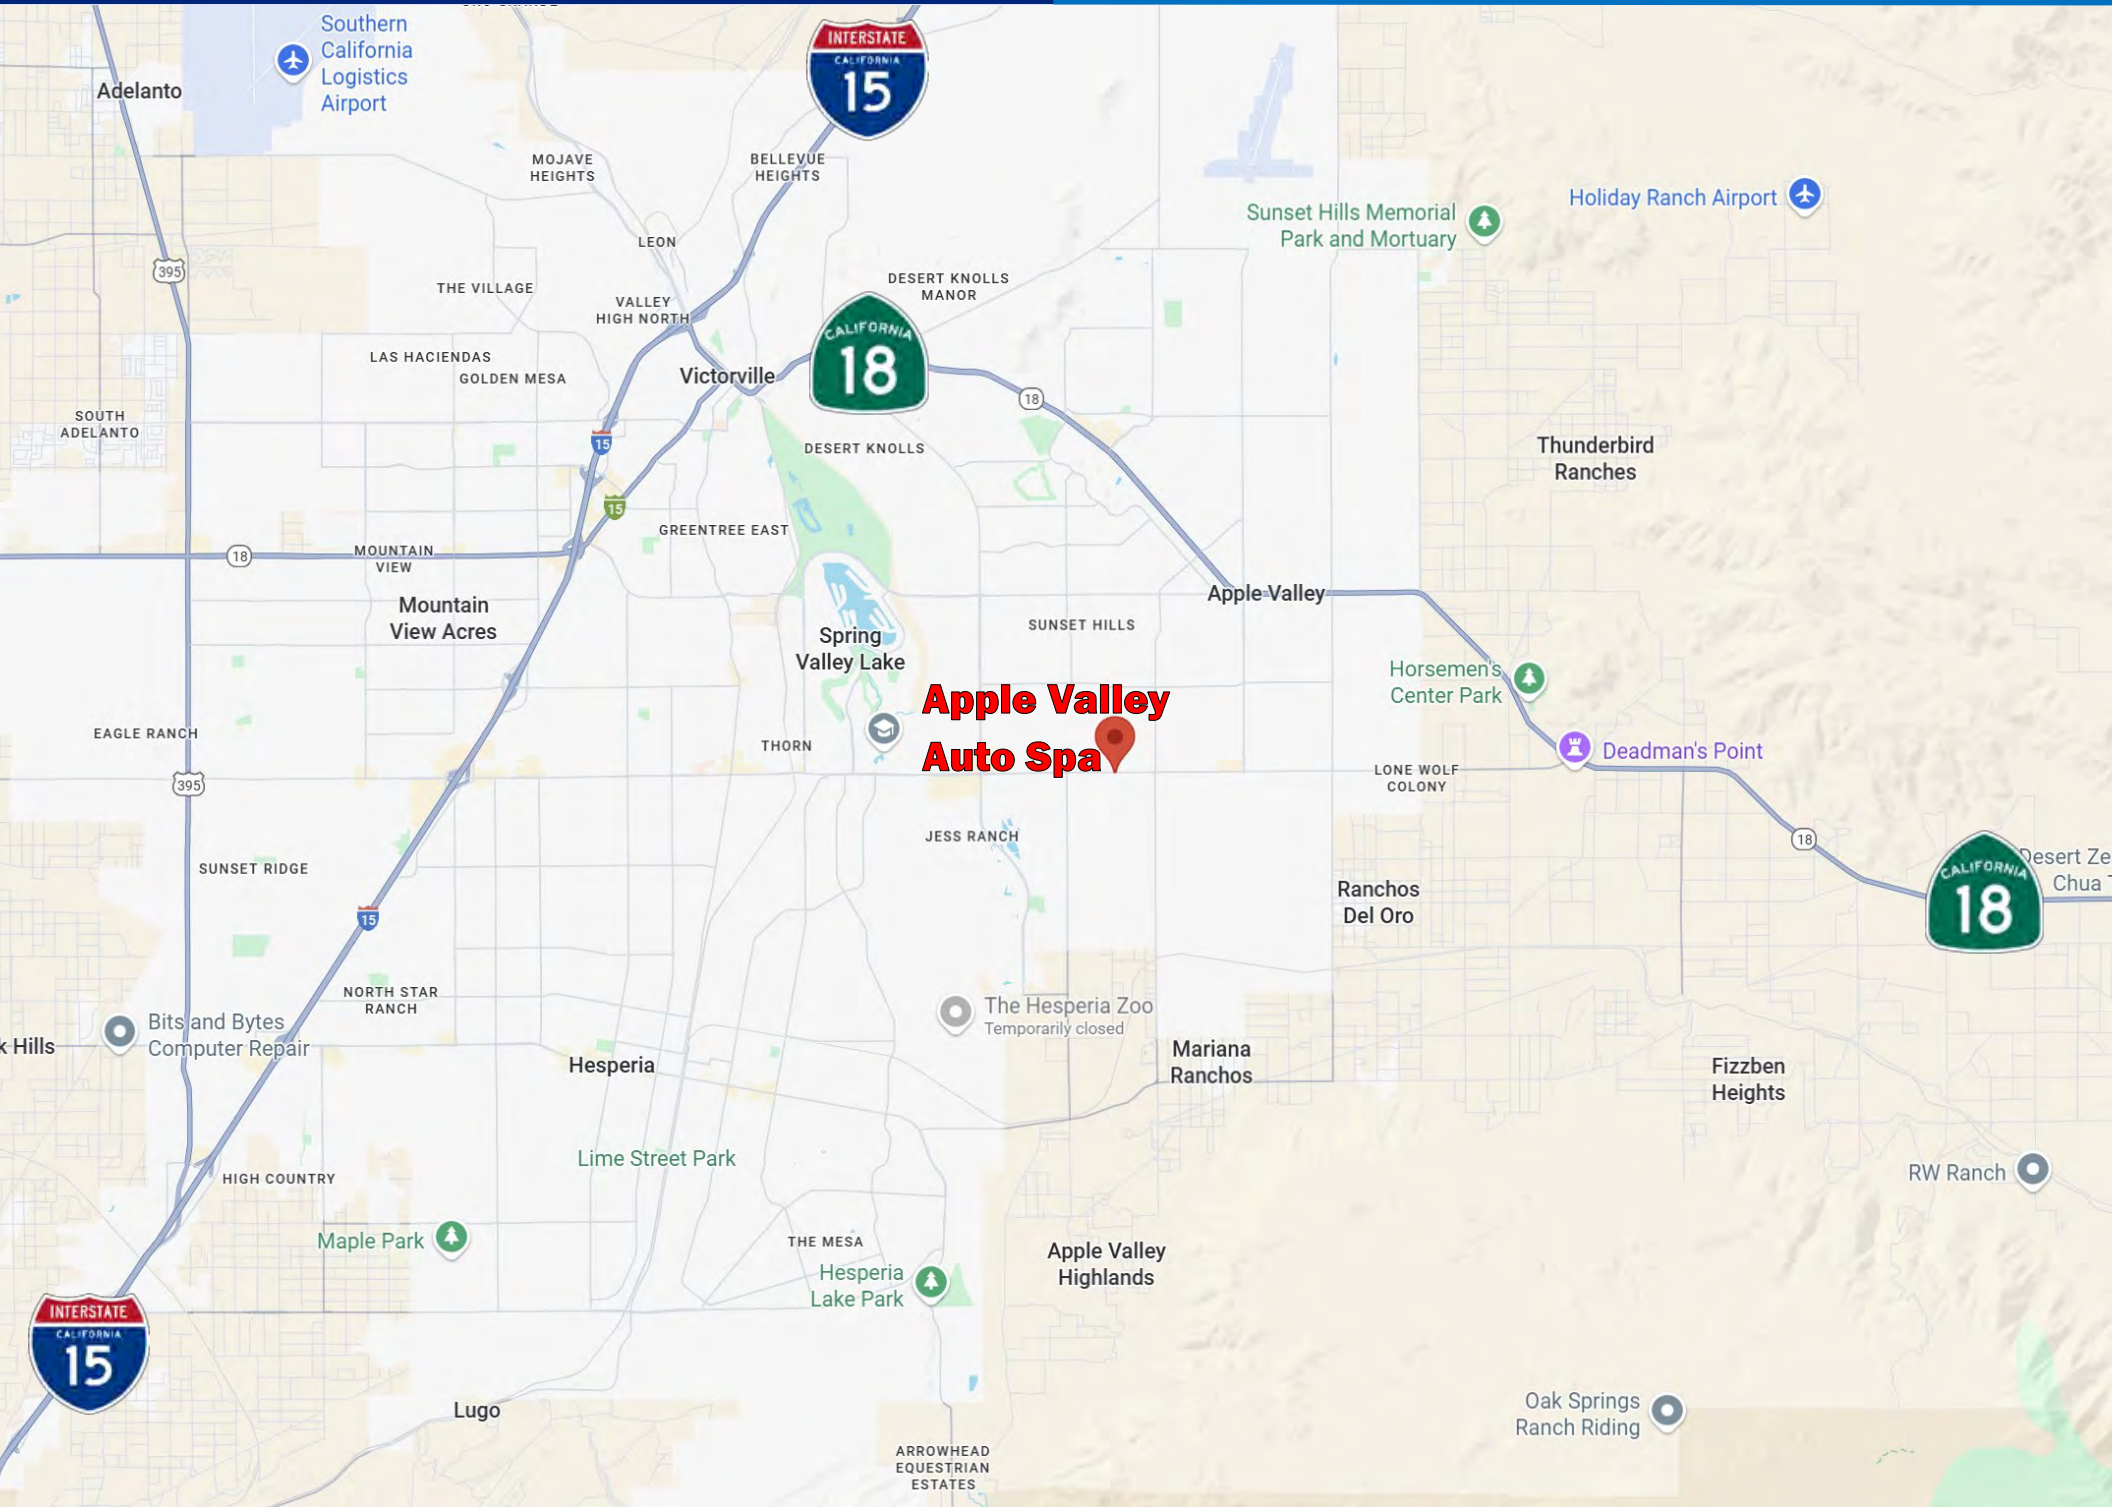 Southern
California
Logistics
Airport
Adelanto
INTERSTATE
CALIFORNIA
15
MOJAVE
HEIGHTS
BELLEVUE
HEIGHTS
Holiday Ranch Airport
Sunset Hills Memorial
Park and Mortuary
LEON
395
THE VILLAGE
DESERT KNOLLS
MANOR
VALLEY
HIGH NORTH
CALIFORNIA
18
LAS HACIENDAS
GOLDEN MESA
Victorville
18
SOUTH
ADELANTO
15
DESERT KNOLLS
Thunderbird
Ranches
15
GREENTREE EAST
18
MOUNTAIN
VIEW
Mountain
View Acres
Apple Valley
SUNSET HILLS
Spring
Valley Lake
Horsemen's
Center Park
Apple Valley
Auto Spa
EAGLE RANCH
THORN
Deadman's Point
395
LONE WOLF
COLONY
JESS RANCH
18
SUNSET RIDGE
CALIFORNIA
18
Desert Ze
Chua
Ranchos
Del Oro
15
NORTH STAR
RANCH
The Hesperia Zoo
Temporarily closed
Bits and Bytes
Computer Repair
k Hills
Hesperia
Mariana
Ranchos
Fizzben
Heights
Lime Street Park
HIGH COUNTRY
RW Ranch
Maple Park
THE MESA
Apple Valley
Highlands
Hesperia
Lake Park
INTERSTATE
CALIFORNIA
15
Lugo
Oak Springs
Ranch Riding
ARROWHEAD
EQUESTRIAN
ESTATES